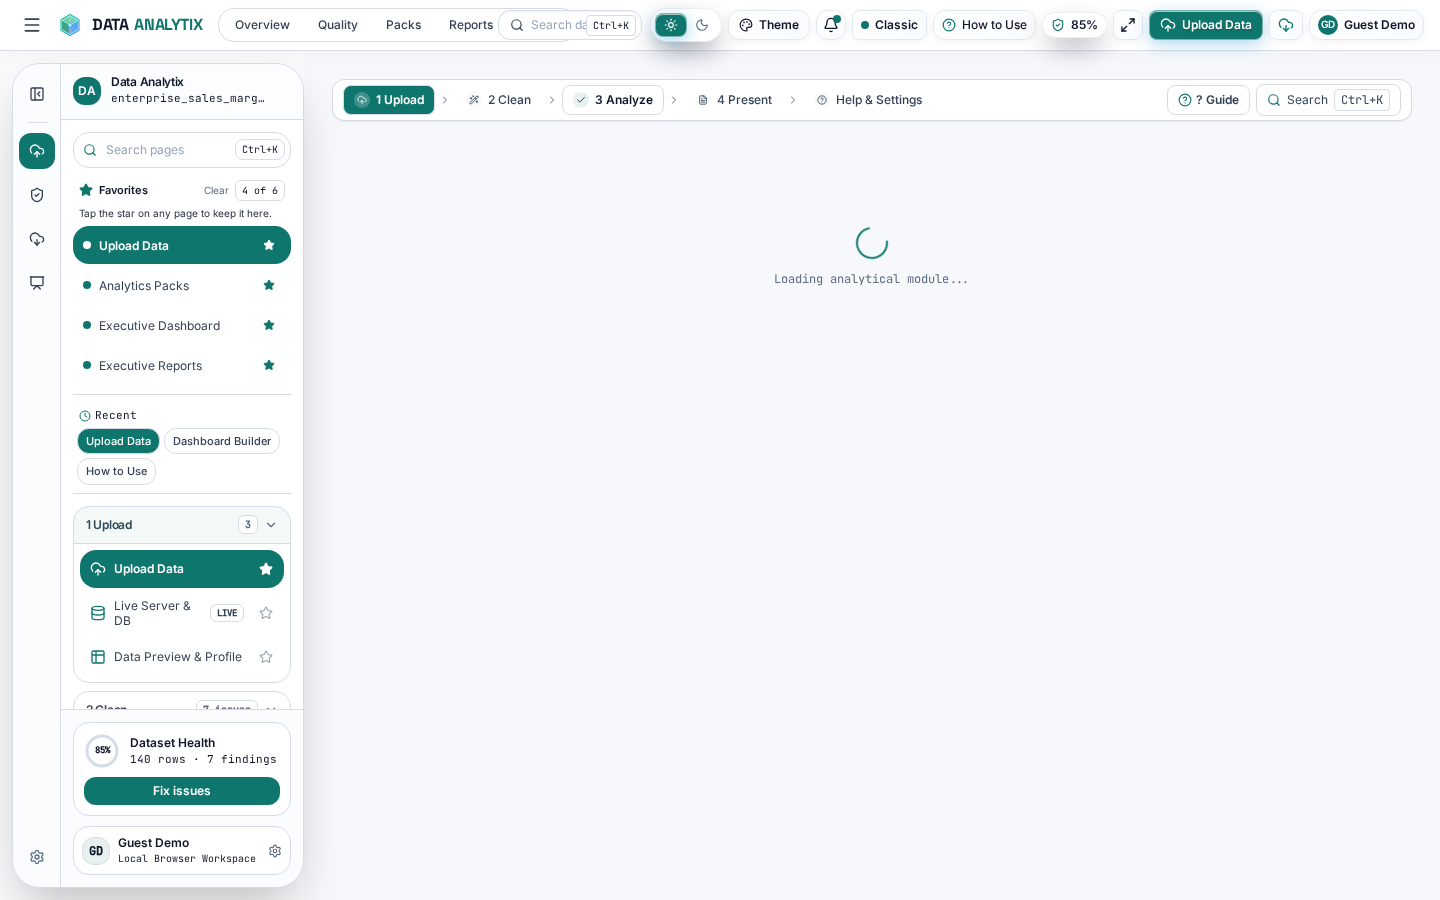 DATA ANALYTIX
Overview
Quality
Packs
Reports
Search da
Ctrl+K
Theme
Classic
How to Use
85%
Upload Data
GD
Guest Demo
DA
Data Analytix
enterprise_sales_marg…
Search pages
Ctrl+K
Favorites
Clear
4 of 6
Tap the star on any page to keep it here.
Upload Data
Analytics Packs
Executive Dashboard
Executive Reports
Recent
Upload Data
Dashboard Builder
How to Use
1 Upload
3
Upload Data
Live Server &
DB
LIVE
Data Preview & Profile
2 Clean
7 issues
85%
Dataset Health
140 rows · 7 findings
Fix issues
GD
Guest Demo
Local Browser Workspace
1 Upload
2 Clean
3 Analyze
4 Present
Help & Settings
? Guide
Search
Ctrl+K
Loading analytical module...